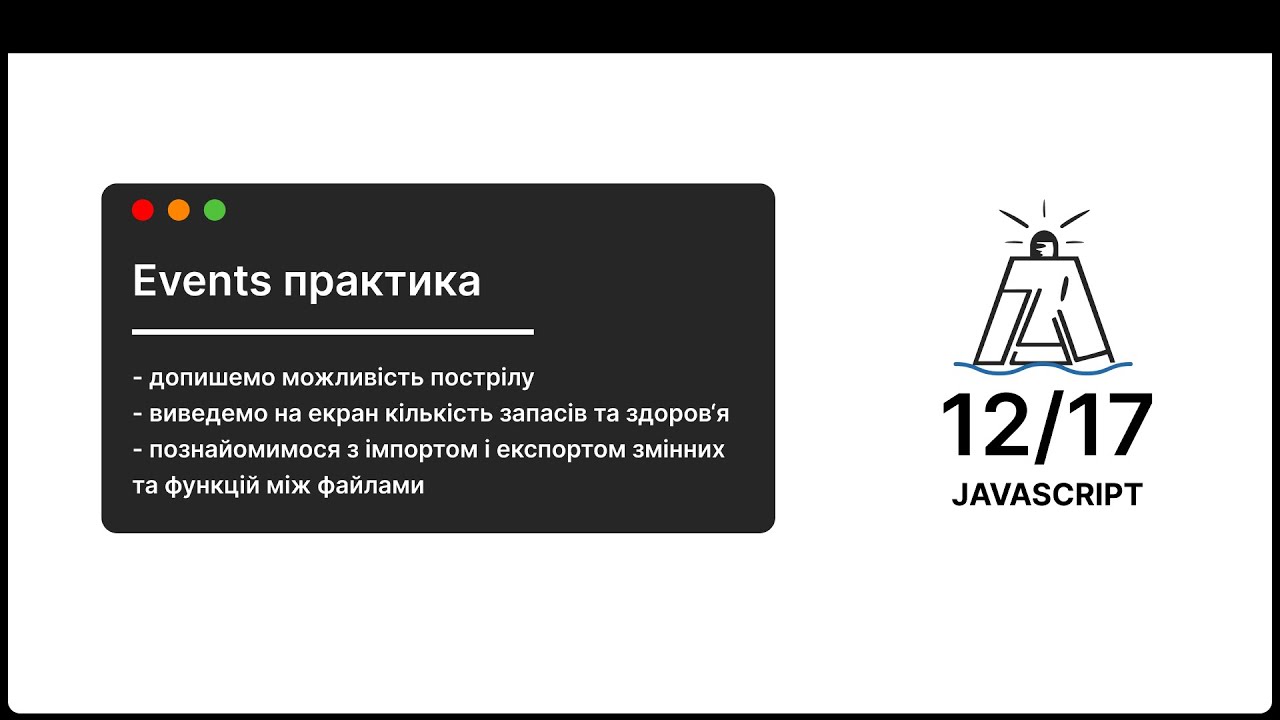 Events практика
- допишемо можливість пострілу
- виведемо на екран кількість запасів та здоров‘я
- познайомимося з імпортом і експортом змінних
та функцій між файлами
12/17
JAVASCRIPT